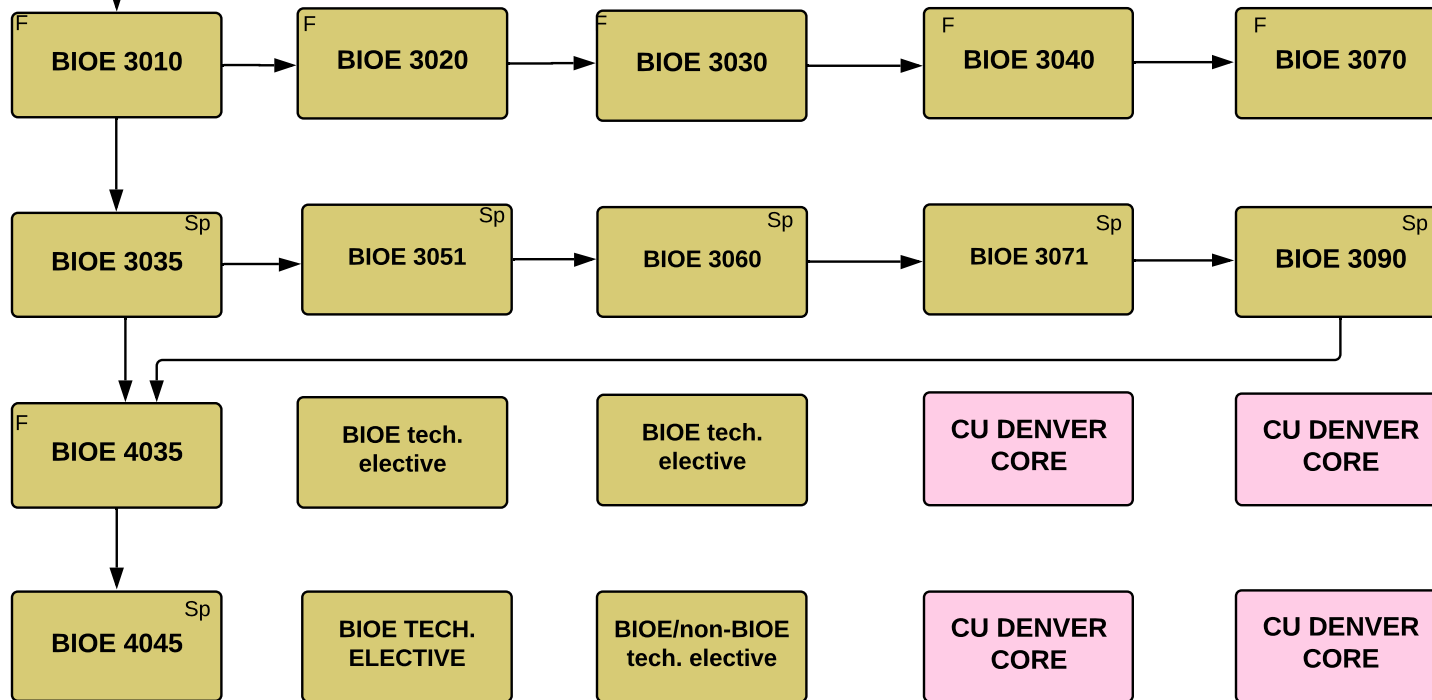 F
BIOE 3010
F
BIOE 3020
F
BIOE 3030
F
BIOE 3040
F
BIOE 3070
Sp
BIOE 3035
Sp
BIOE 3051
Sp
BIOE 3060
Sp
BIOE 3071
Sp
BIOE 3090
F
BIOE 4035
BIOE tech.
elective
BIOE tech.
elective
CU DENVER
CORE
CU DENVER
CORE
Sp
BIOE 4045
BIOE TECH.
ELECTIVE
BIOE/non-BIOE
tech. elective
CU DENVER
CORE
CU DENVER
CORE